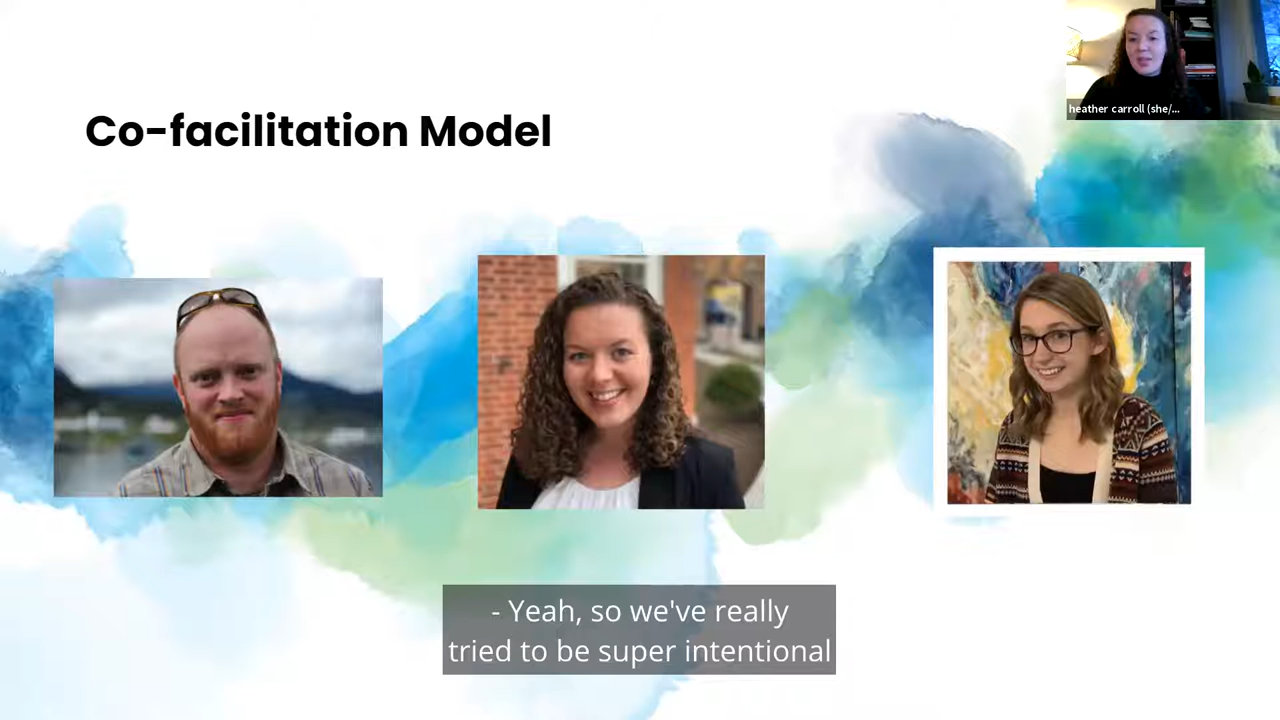 Co-facilitation Model
heather carroll (she/...
- Yeah, so we've really
tried to be super intentional